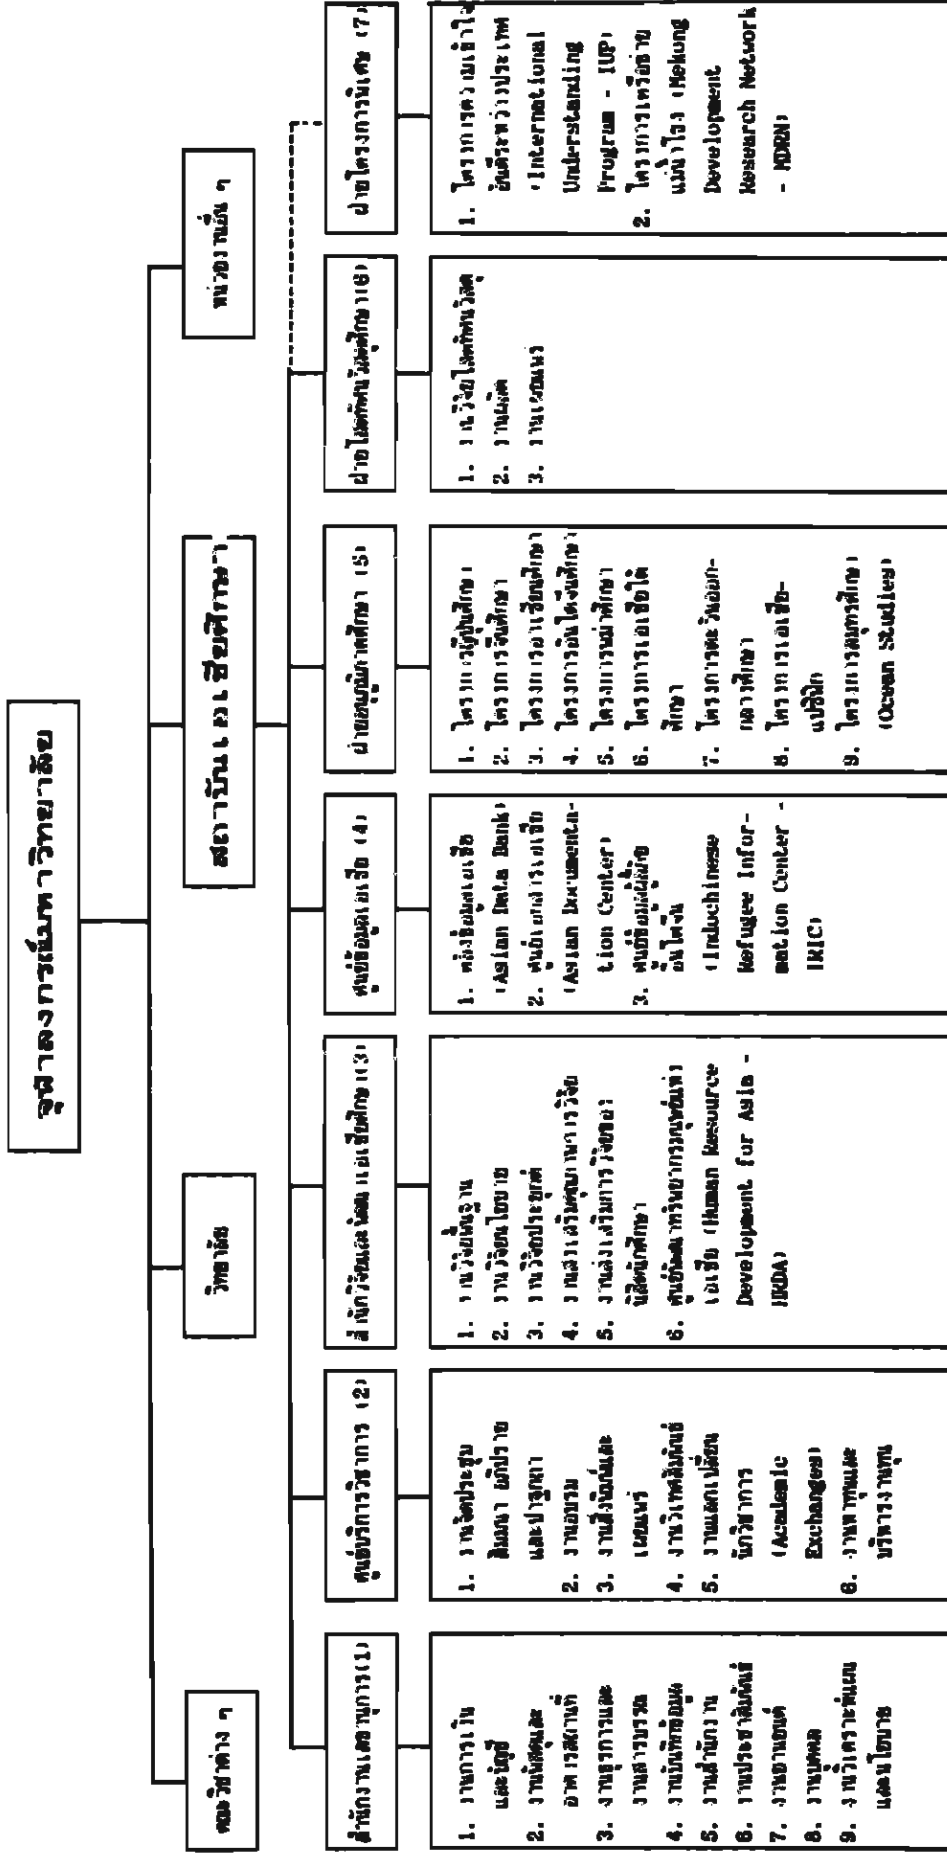 จุฬาลงกรณ์มหาวิทยาลัย
คณะวิชาต่าง ๆ
วิทยาลัย
สถาบันเอเชียศึกษา
หน่วยงานอื่น ๆ
สำนักงานเลขานุการ(1)
1. งานการเงิน
และบัญชี
2. งานพัสดุและ
อาคารสถานที่
3. งานธุรการและ
งานสารบรรณ
4. งานบันทึกข้อมูล
5. งานสำนักงาน
6. งานประชาสัมพันธ์
7. งานยานยนต์
8. งานบุคคล
9. งานวิเคราะห์แผน
และนโยบาย
ศูนย์บริการวิชาการ (2)
1. งานจัดประชุม
สัมมนา อภิปราย
และปาฐกถา
2. งานอบรม
3. งานสิ่งพิมพ์และ
เผยแพร่
4. งานวิเทศสัมพันธ์
5. งานแลกเปลี่ยน
นักวิชาการ
(Academic
Exchanges)
6. งานหาทุนและ
บริหารงานทุน
สำนักวิจัยและพัฒนาเอเชียศึกษา(3)
1. งานวิจัยพื้นฐาน
2. งานวิจัยนโยบาย
3. งานวิจัยประยุกต์
4. งานส่งเสริมคุณภาพการวิจัย
5. งานส่งเสริมการวิจัยของ
นิสิตนักศึกษา
6. ศูนย์พัฒนาทรัพยากรมนุษย์แห่ง
เอเชีย (Human Resource
Development for Asia -
HRDA)
ศูนย์ข้อมูลเอเชีย (4)
1. คลังข้อมูลเอเชีย
(Asian Data Bank)
2. ศูนย์เอกสารเอเชีย
(Asian Documenta-
tion Center)
3. ศูนย์ข้อมูลผู้ลี้ภัย
อินโดจีน
(Indochinese
Refugee Infor-
mation Center -
IRIC)
ฝ่ายอนุภูมิภาคศึกษา (5)
1. โครงการญี่ปุ่นศึกษา
2. โครงการจีนศึกษา
3. โครงการอาเซียนศึกษา
4. โครงการอินโดจีนศึกษา
5. โครงการพม่าศึกษา
6. โครงการเอเชียใต้
ศึกษา
7. โครงการตะวันออก-
กลางศึกษา
8. โครงการเอเชีย-
แปซิฟิก
9. โครงการสมุทรศึกษา
(Ocean Studies)
ฝ่ายโสตทัศนวัสดุศึกษา(6)
1. งานวิจัยโสตทัศนวัสดุ
2. งานผลิต
3. งานเผยแพร่
ฝ่ายโครงการพิเศษ (7)
1. โครงการความเข้าใจ
อันดีระหว่างประเทศ
(International
Understanding
Program - IUP)
2. โครงการเครือข่าย
แม่น้ำโขง (Mekong
Development
Research Network
- MDRN)